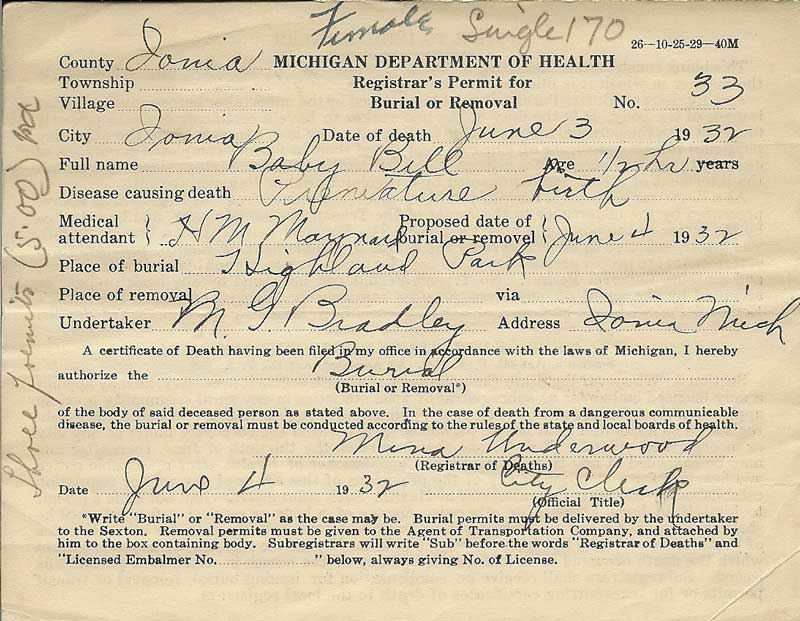 Female Single 170
26—10-25-29—40M
County Ionia MICHIGAN DEPARTMENT OF HEALTH
Township Registrar's Permit for
Village Burial or Removal No. 33
City Ionia Date of death June 3 1932
Full name Baby Bell Age 1/2 hr years
Disease causing death Premature birth
Medical attendant H M Maynard Proposed date of burial or removal June 4 1932
Place of burial Highland Park
Place of removal via
Undertaker M. G. Bradley Address Ionia Mich
A certificate of Death having been filed in my office in accordance with the laws of Michigan, I hereby
authorize the Burial
(Burial or Removal*)
of the body of said deceased person as stated above. In the case of death from a dangerous communicable
disease, the burial or removal must be conducted according to the rules of the state and local boards of health.
Mina Underwood
(Registrar of Deaths)
Date June 4 1932 City Clerk
(Official Title)
*Write "Burial" or "Removal" as the case may be. Burial permits must be delivered by the undertaker
to the Sexton. Removal permits must be given to the Agent of Transportation Company, and attached by
him to the box containing body. Subregistrars will write "Sub" before the words "Registrar of Deaths" and
"Licensed Embalmer No. " below, always giving No. of License.
Three permits (5.00) pd